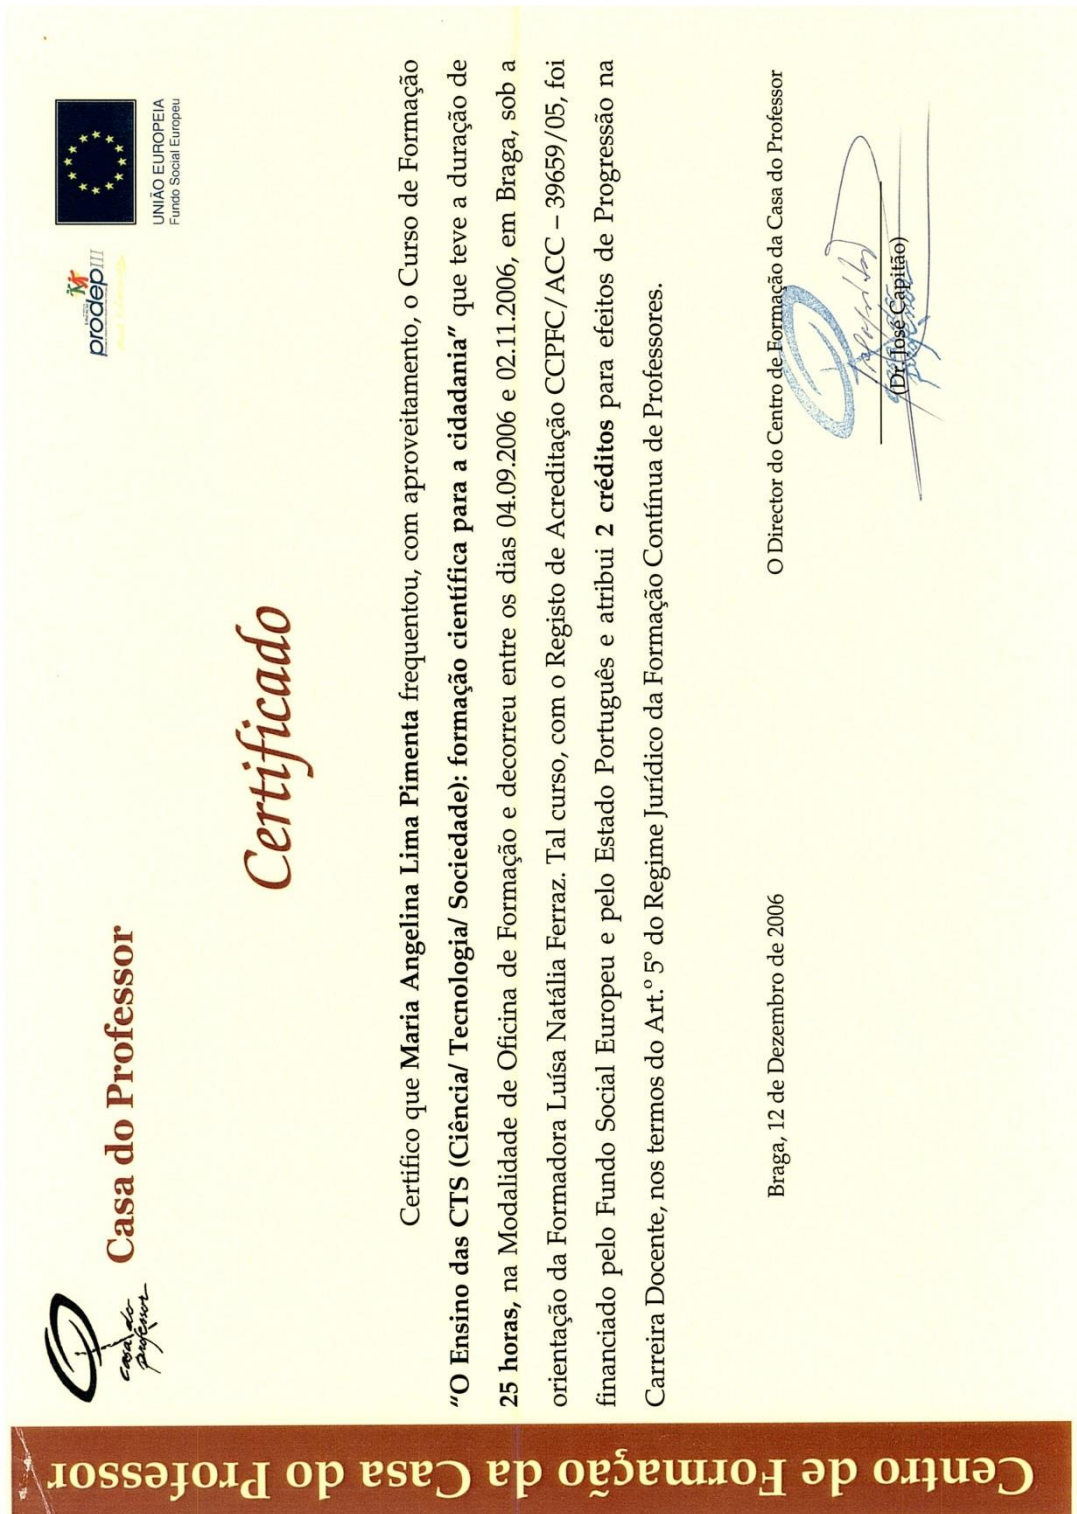 casa do
professor
Casa do Professor
prodep III
UNIÃO EUROPEIA
Fundo Social Europeu
Certificado
Certifico que Maria Angelina Lima Pimenta frequentou, com aproveitamento, o Curso de Formação
“O Ensino das CTS (Ciência/ Tecnologia/ Sociedade): formação científica para a cidadania” que teve a duração de
25 horas, na Modalidade de Oficina de Formação e decorreu entre os dias 04.09.2006 e 02.11.2006, em Braga, sob a
orientação da Formadora Luísa Natália Ferraz. Tal curso, com o Registo de Acreditação CCPFC/ACC – 39659/05, foi
financiado pelo Fundo Social Europeu e pelo Estado Português e atribui 2 créditos para efeitos de Progressão na
Carreira Docente, nos termos do Art.º 5º do Regime Jurídico da Formação Contínua de Professores.
Braga, 12 de Dezembro de 2006
O Director do Centro de Formação da Casa do Professor
(Dr. José Capitão)
Centro de Formação da Casa do Professor